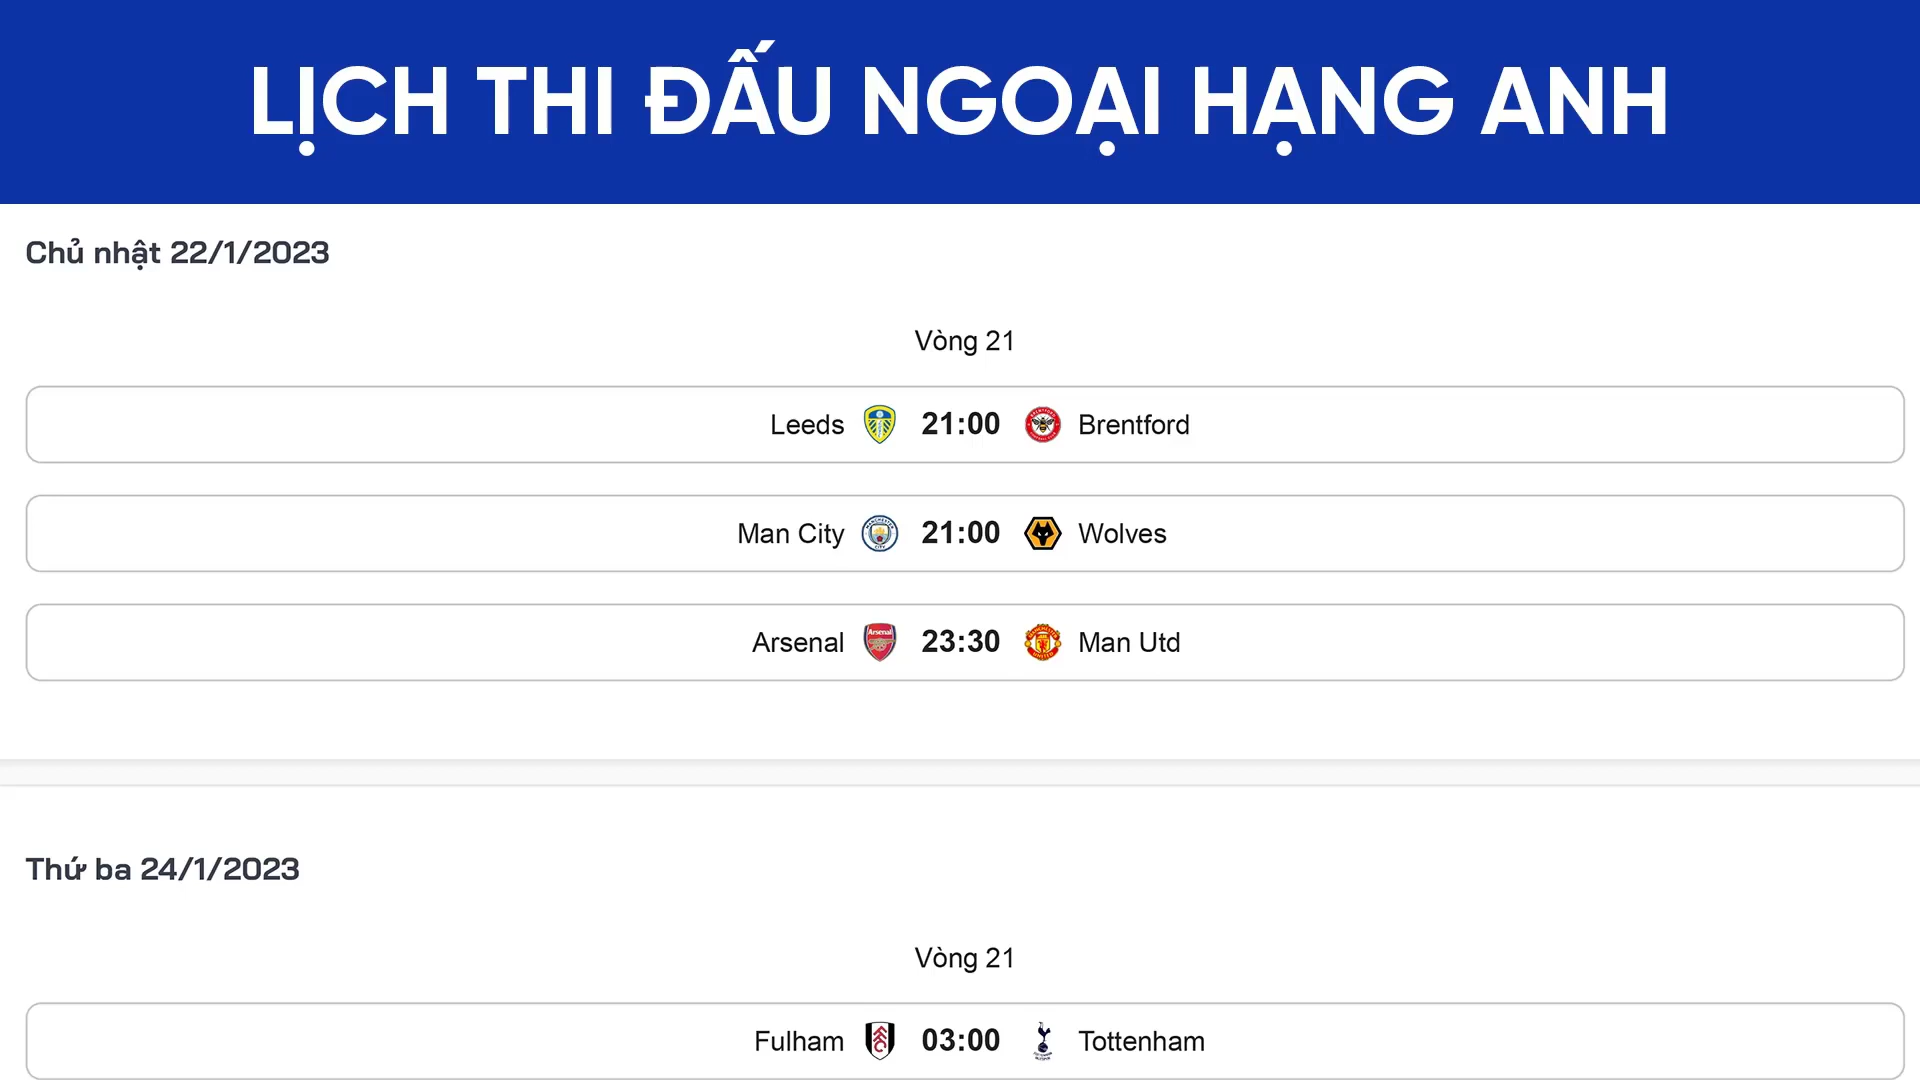 LỊCH THI ĐẤU NGOẠI HẠNG ANH
Chủ nhật 22/1/2023
Vòng 21
Leeds 21:00 Brentford
Man City 21:00 Wolves
Arsenal 23:30 Man Utd
Thứ ba 24/1/2023
Vòng 21
Fulham 03:00 Tottenham